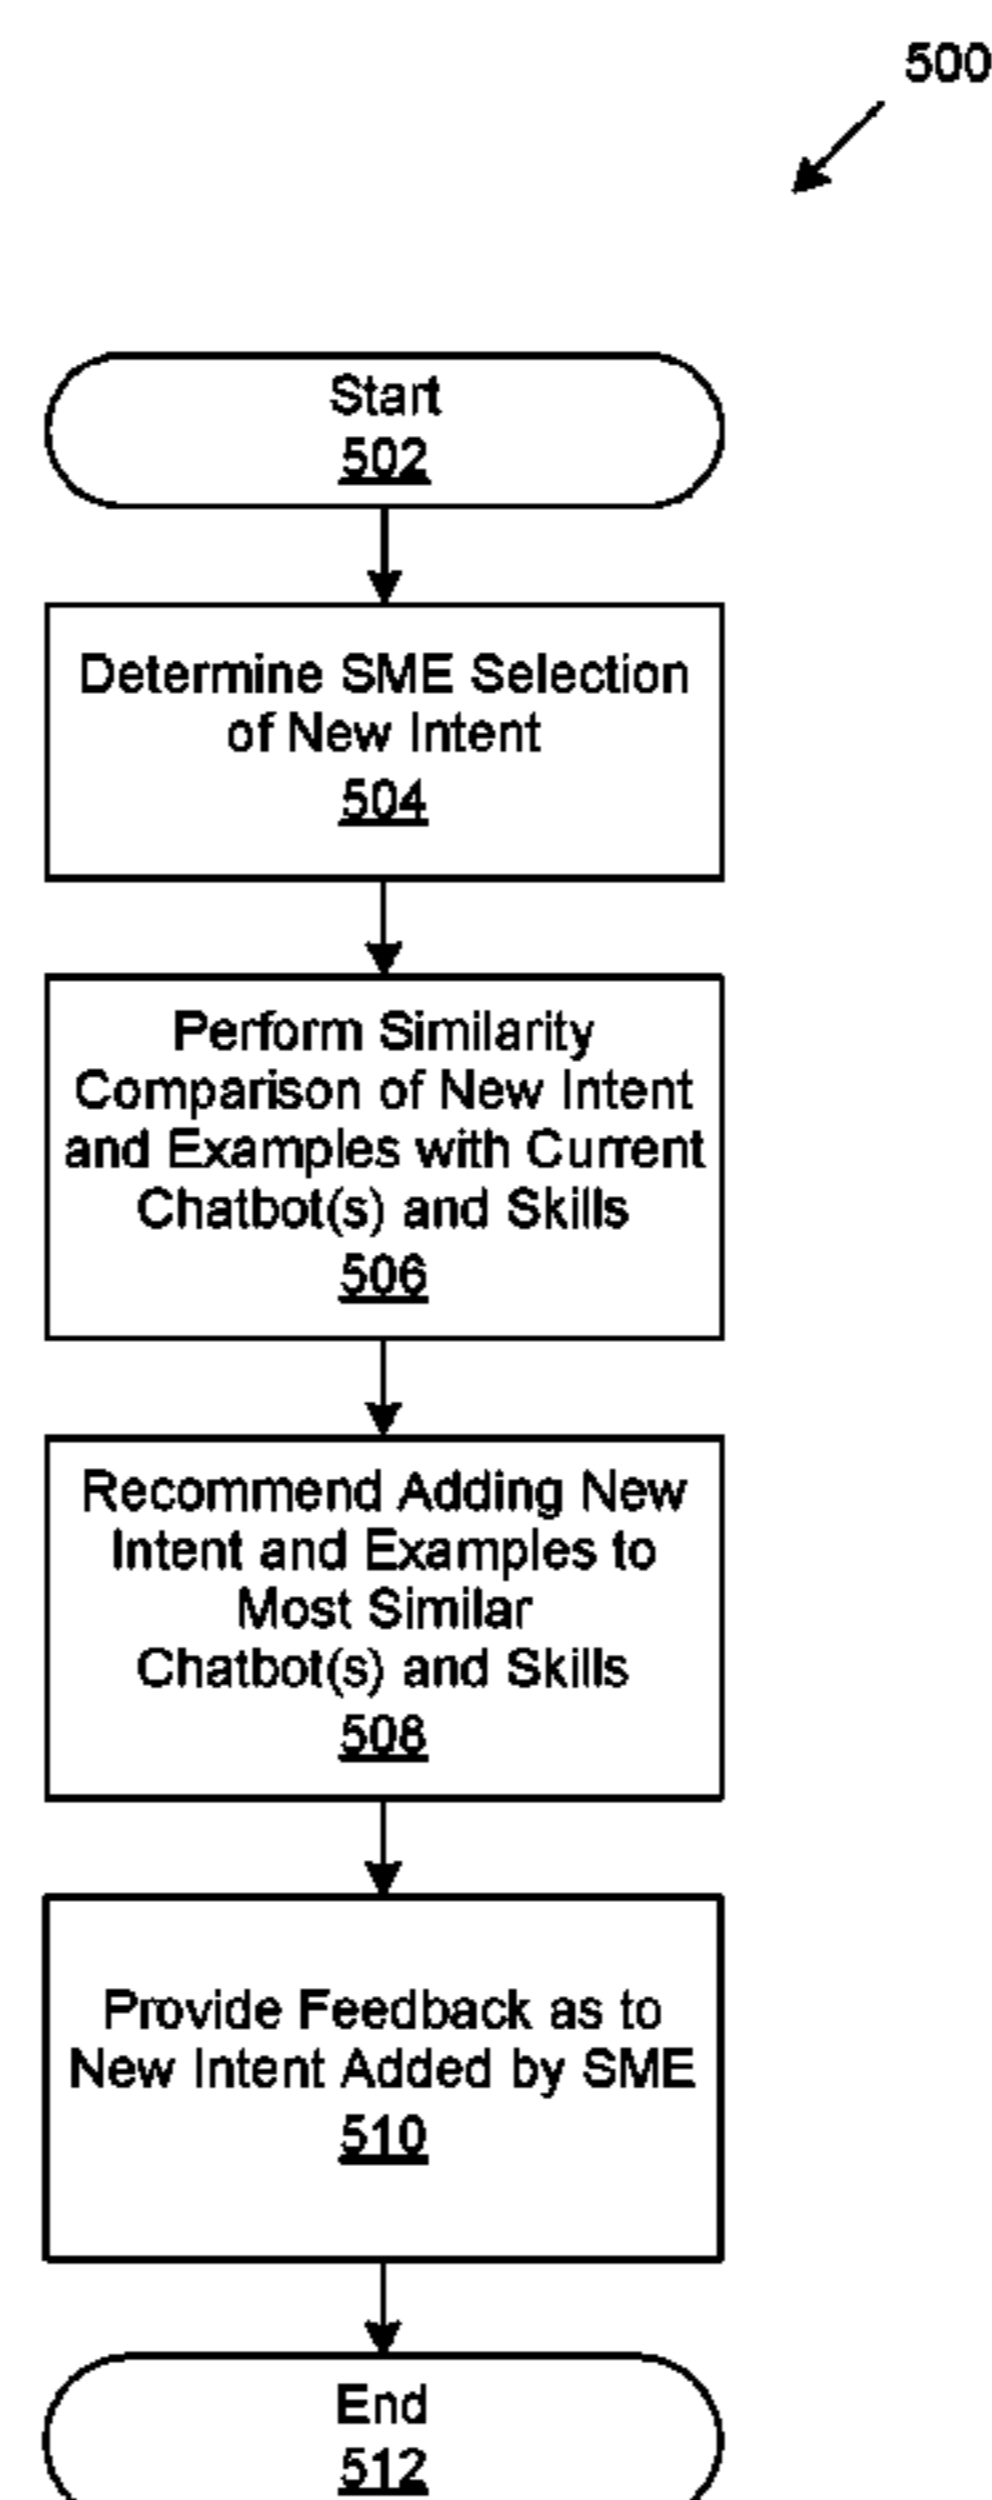 500
Start
502
Determine SME Selection
of New Intent
504
Perform Similarity
Comparison of New Intent
and Examples with Current
Chatbot(s) and Skills
506
Recommend Adding New
Intent and Examples to
Most Similar
Chatbot(s) and Skills
508
Provide Feedback as to
New Intent Added by SME
510
End
512